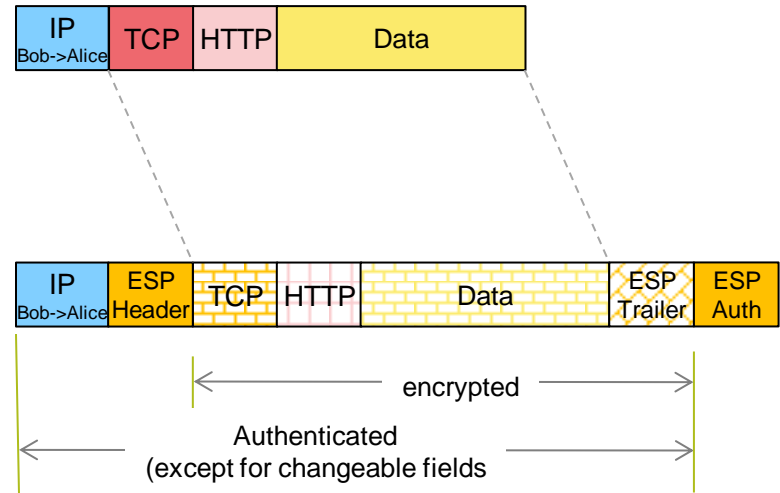 IP
Bob->Alice
TCP
HTTP
Data
IP
Bob->Alice
ESP
Header
TCP
HTTP
Data
ESP
Trailer
ESP
Auth
encrypted
Authenticated
(except for changeable fields